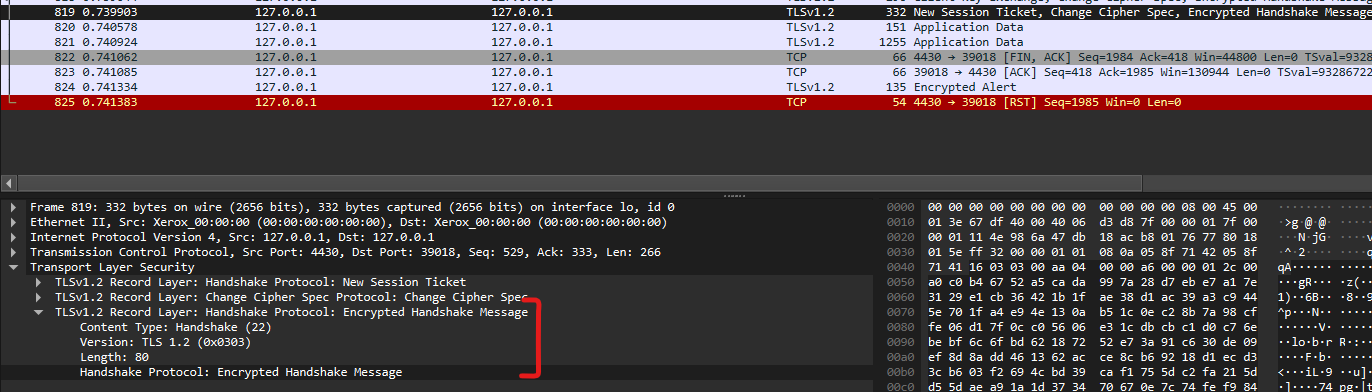 819 0.739903 127.0.0.1 127.0.0.1 TLSv1.2 332 New Session Ticket, Change Cipher Spec, Encrypted Handshake Message
820 0.740578 127.0.0.1 127.0.0.1 TLSv1.2 151 Application Data
821 0.740924 127.0.0.1 127.0.0.1 TLSv1.2 1255 Application Data
822 0.741062 127.0.0.1 127.0.0.1 TCP 66 4430 → 39018 [FIN, ACK] Seq=1984 Ack=418 Win=44800 Len=0 TSval=9328
823 0.741085 127.0.0.1 127.0.0.1 TCP 66 39018 → 4430 [ACK] Seq=418 Ack=1985 Win=130944 Len=0 TSval=93286722
824 0.741334 127.0.0.1 127.0.0.1 TLSv1.2 135 Encrypted Alert
825 0.741383 127.0.0.1 127.0.0.1 TCP 54 4430 → 39018 [RST] Seq=1985 Win=0 Len=0
Frame 819: 332 bytes on wire (2656 bits), 332 bytes captured (2656 bits) on interface lo, id 0
Ethernet II, Src: Xerox_00:00:00 (00:00:00:00:00:00), Dst: Xerox_00:00:00 (00:00:00:00:00:00)
Internet Protocol Version 4, Src: 127.0.0.1, Dst: 127.0.0.1
Transmission Control Protocol, Src Port: 4430, Dst Port: 39018, Seq: 529, Ack: 333, Len: 266
Transport Layer Security
TLSv1.2 Record Layer: Handshake Protocol: New Session Ticket
TLSv1.2 Record Layer: Change Cipher Spec Protocol: Change Cipher Spec
TLSv1.2 Record Layer: Handshake Protocol: Encrypted Handshake Message
Content Type: Handshake (22)
Version: TLS 1.2 (0x0303)
Length: 80
Handshake Protocol: Encrypted Handshake Message
0000 00 00 00 00 00 00 00 00 00 00 00 00 08 00 45 00
0010 01 3e 67 df 40 00 40 06 d3 d8 7f 00 00 01 7f 00
0020 00 01 11 4e 98 6a 47 db 18 ac b8 01 76 77 80 18
0030 01 5e ff 32 00 00 01 01 08 0a 05 8f 71 42 05 8f
0040 71 41 16 03 03 00 aa 04 00 00 a6 00 00 01 2c 00
0050 a0 c0 b4 67 52 a5 ca da 99 7a 28 d7 eb e7 a1 7e
0060 31 29 e1 cb 36 42 1b 1f ae 38 d1 ac 39 a3 c9 44
0070 5e 70 1f a4 e9 4e 13 0a b5 1c 0e c2 8b 7a 98 cf
0080 fe 06 d1 7f 0c c0 56 06 e3 1c db cb c1 d0 c7 6e
0090 be bf 6c 6f bd 62 18 72 52 e7 3a 91 c6 30 de 09
00a0 ef 8d 8a dd 46 13 62 ac ce 8c b6 92 18 d1 ec d3
00b0 3c b6 03 f2 69 4c bd 39 ca f1 75 5d c2 fa 21 5d
00c0 d5 5d ae a9 1a 1d 37 34 70 67 0e 7c 74 fe f9 84